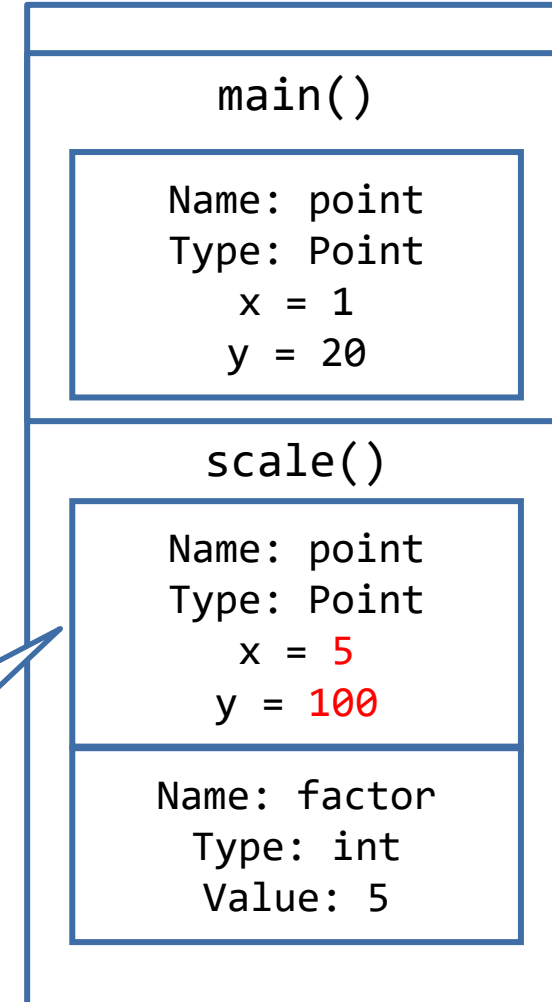 main()
Name: point
Type: Point
x = 1
y = 20
scale()
Name: point
Type: Point
x = 5
y = 100
Name: factor
Type: int
Value: 5